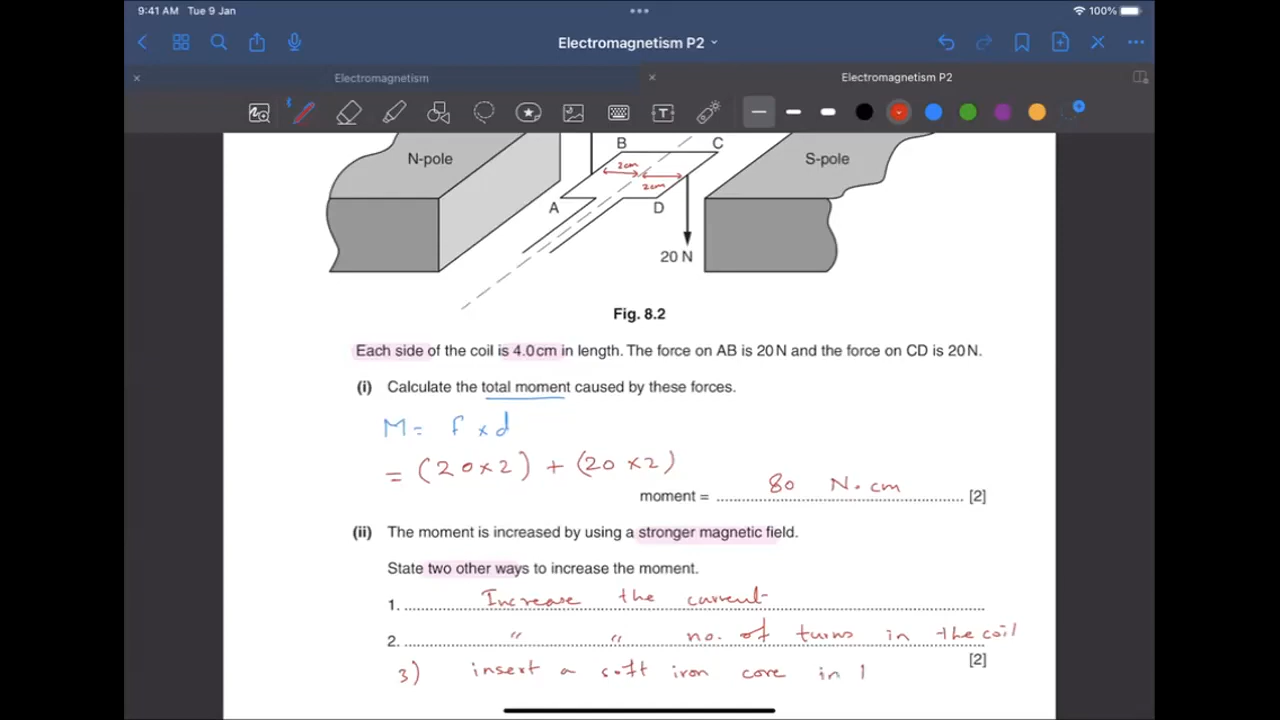 9:41 AM Tue 9 Jan
100%
Electromagnetism P2
Electromagnetism
Electromagnetism P2
N-pole
B
C
S-pole
2cm
2cm
A
D
20 N
Fig. 8.2
Each side of the coil is 4.0 cm in length. The force on AB is 20 N and the force on CD is 20 N.
(i) Calculate the total moment caused by these forces.
M = f x d
= (20 x 2) + (20 x 2)
moment = 80 N. cm [2]
(ii) The moment is increased by using a stronger magnetic field.
State two other ways to increase the moment.
1. Increase the current
2. " " no. of turns in the coil
[2]
3) insert a soft iron core in l